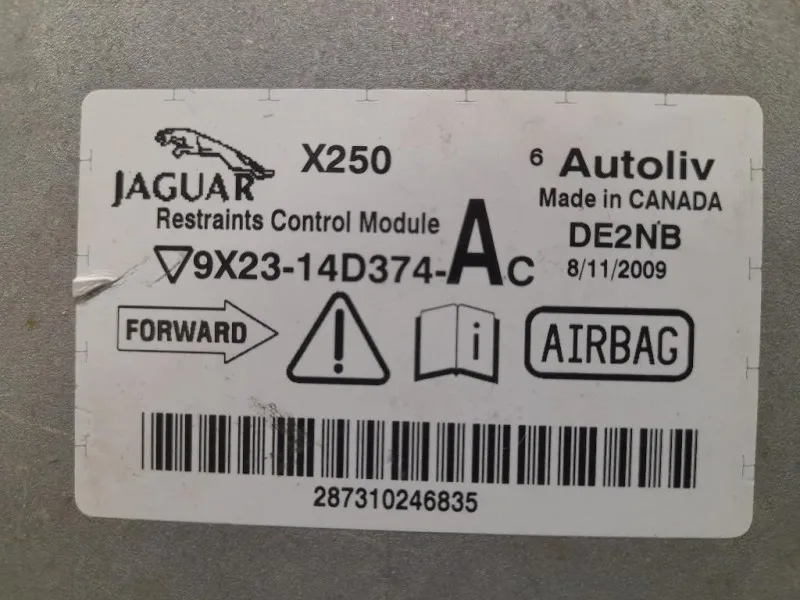 JAGUAR X250
Restraints Control Module
9X23-14D374-AC
6 Autoliv
Made in CANADA
DE2NB
8/11/2009
FORWARD
! i AIRBAG
287310246835